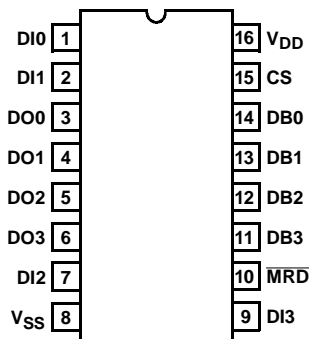 DI0 1 16 VDD
DI1 2 15 CS
DO0 3 14 DB0
DO1 4 13 DB1
DO2 5 12 DB2
DO3 6 11 DB3
DI2 7 10 M̅R̅D̅
VSS 8 9 DI3